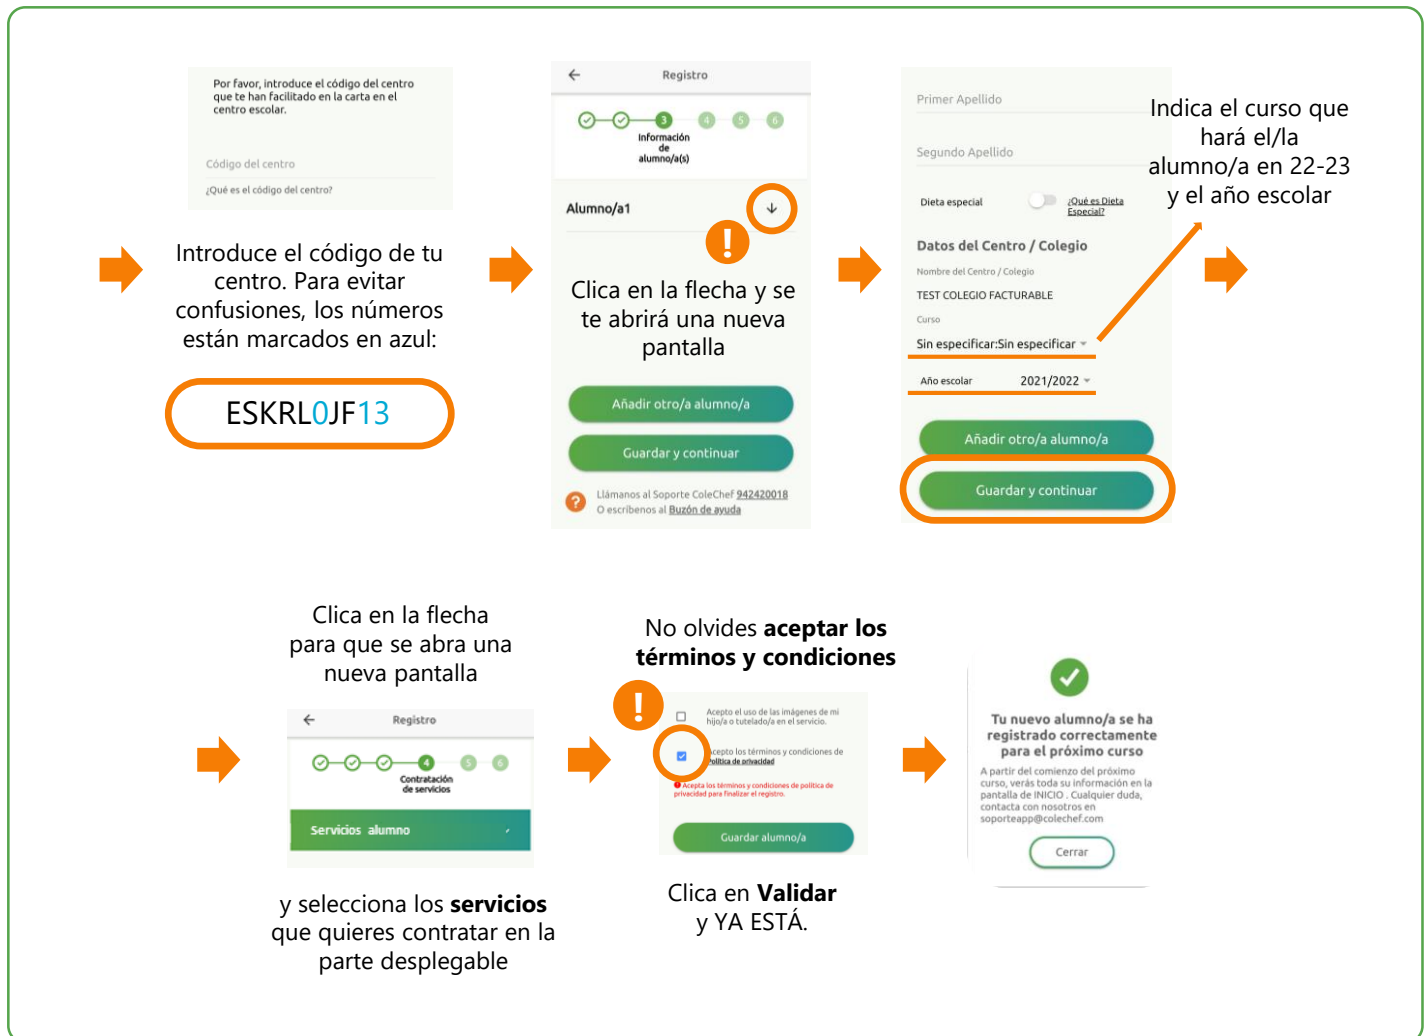 Por favor, introduce el código del centro
que te han facilitado en la carta en el
centro escolar.
Código del centro
¿Qué es el código del centro?
Introduce el código de tu
centro. Para evitar
confusiones, los números
están marcados en azul:
ESKRL0JF13
Registro
3
4
5
6
Información
de
alumno/a(s)
Alumno/a1
!
Clica en la flecha y se
te abrirá una nueva
pantalla
Añadir otro/a alumno/a
Guardar y continuar
?
Llámanos al Soporte ColeChef 942420018
O escríbenos al Buzón de ayuda
Primer Apellido
Segundo Apellido
Dieta especial
¿Qué es Dieta
Especial?
Datos del Centro / Colegio
Nombre del Centro / Colegio
TEST COLEGIO FACTURABLE
Curso
Sin especificar:Sin especificar
Año escolar 2021/2022
Añadir otro/a alumno/a
Guardar y continuar
Indica el curso que
hará el/la
alumno/a en 22-23
y el año escolar
Clica en la flecha
para que se abra una
nueva pantalla
Registro
4
5
6
Contratación
de servicios
Servicios alumno
y selecciona los servicios
que quieres contratar en la
parte desplegable
No olvides aceptar los
términos y condiciones
!
Acepto el uso de las imágenes de mi
hijo/a o tutelado/a en el servicio.
Acepto los términos y condiciones de
Política de privacidad
Acepta los términos y condiciones de política de
privacidad para finalizar el registro.
Guardar alumno/a
Clica en Validar
y YA ESTÁ.
Tu nuevo alumno/a se ha
registrado correctamente
para el próximo curso
A partir del comienzo del próximo
curso, verás toda su información en la
pantalla de INICIO . Cualquier duda,
contacta con nosotros en
soporteapp@colechef.com
Cerrar